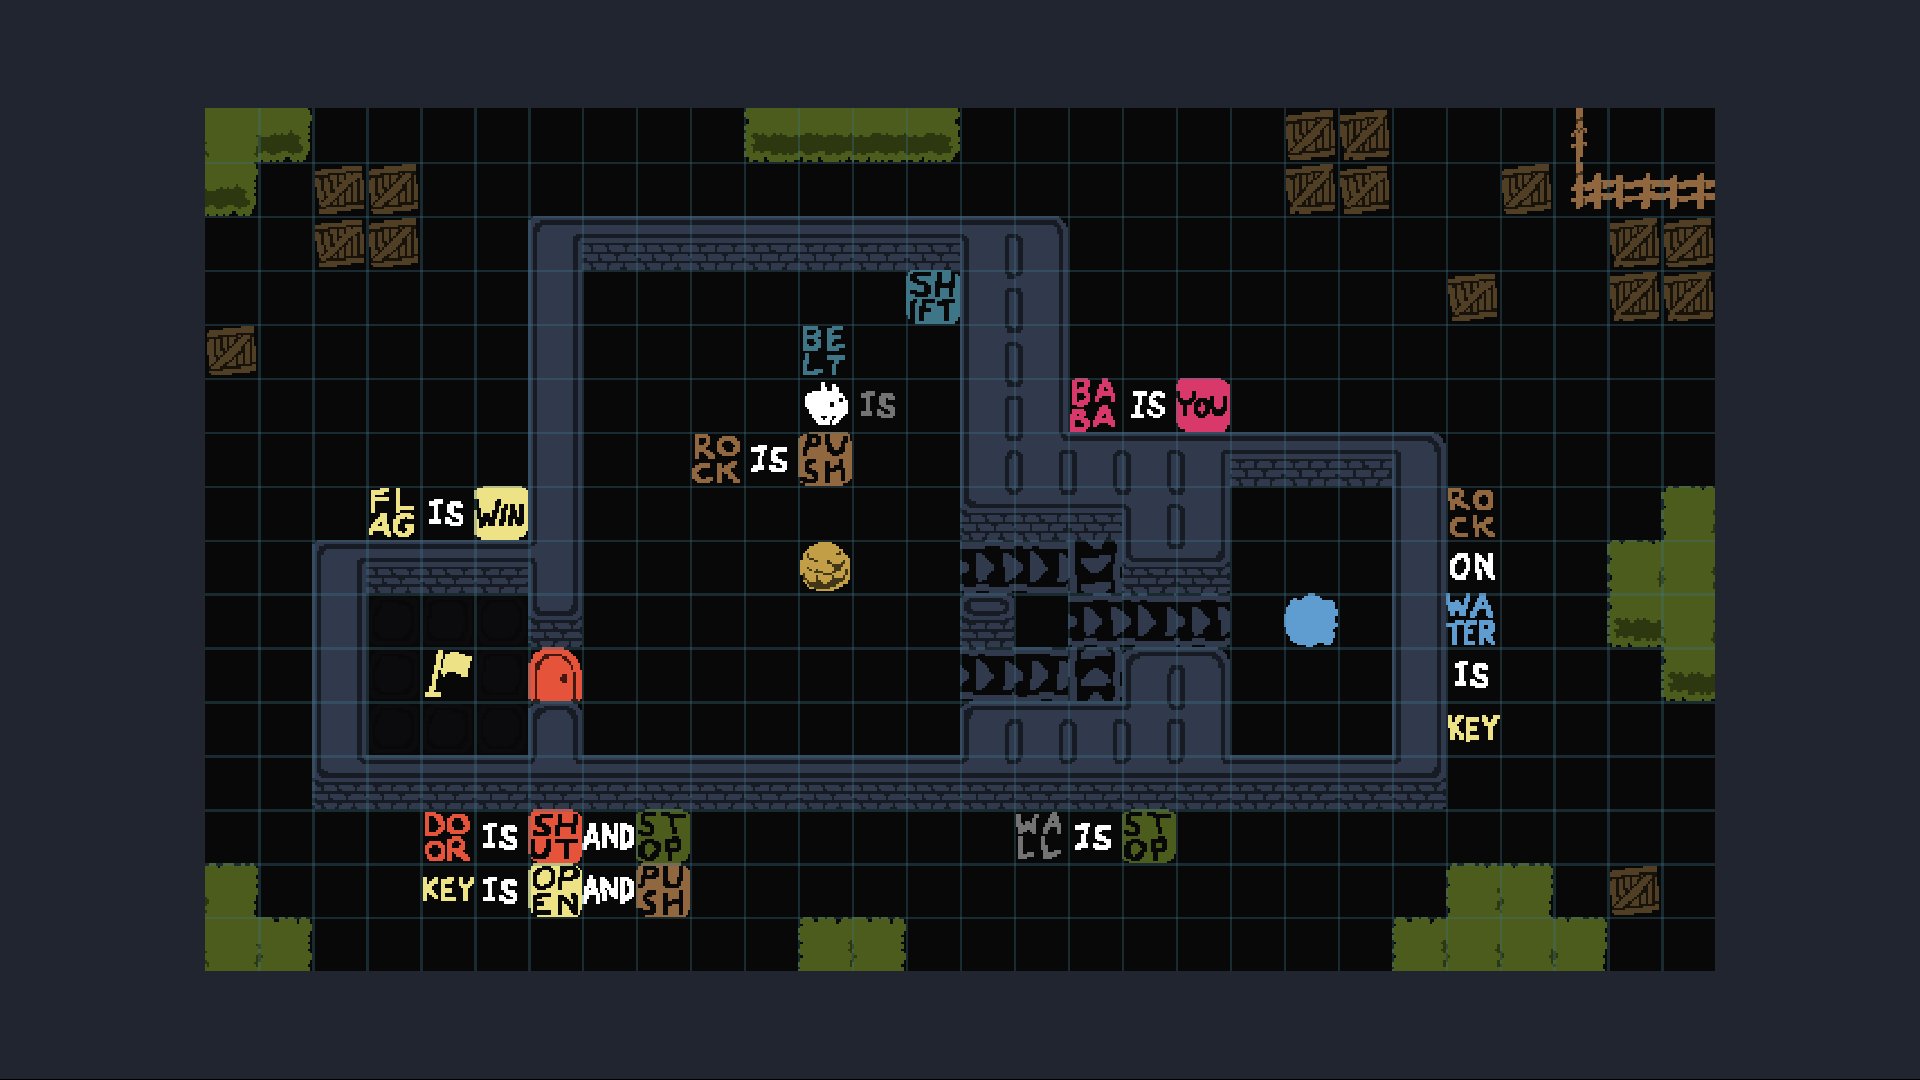 SHIFT
BELT
IS
BABA IS YOU
ROCK IS PUSH
FLAG IS WIN
ROCK
ON
WATER
IS
KEY
DOOR IS SHUT AND STOP
WALL IS STOP
KEY IS OPEN AND PUSH